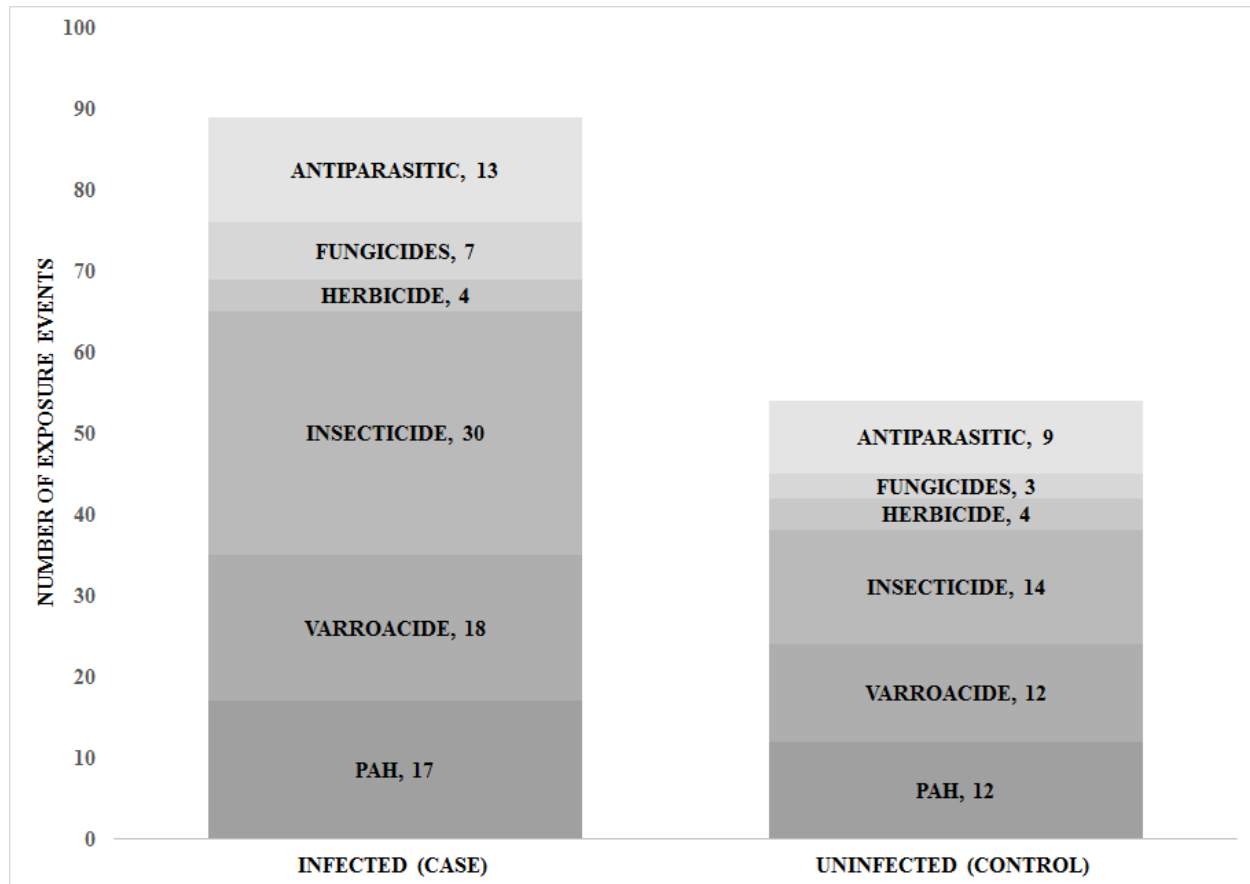 NUMBER OF EXPOSURE EVENTS
100
90
80
70
60
50
40
30
20
10
0
ANTIPARASITIC, 13
FUNGICIDES, 7
HERBICIDE, 4
INSECTICIDE, 30
VARROACIDE, 18
PAH, 17
ANTIPARASITIC, 9
FUNGICIDES, 3
HERBICIDE, 4
INSECTICIDE, 14
VARROACIDE, 12
PAH, 12
INFECTED (CASE)
UNINFECTED (CONTROL)